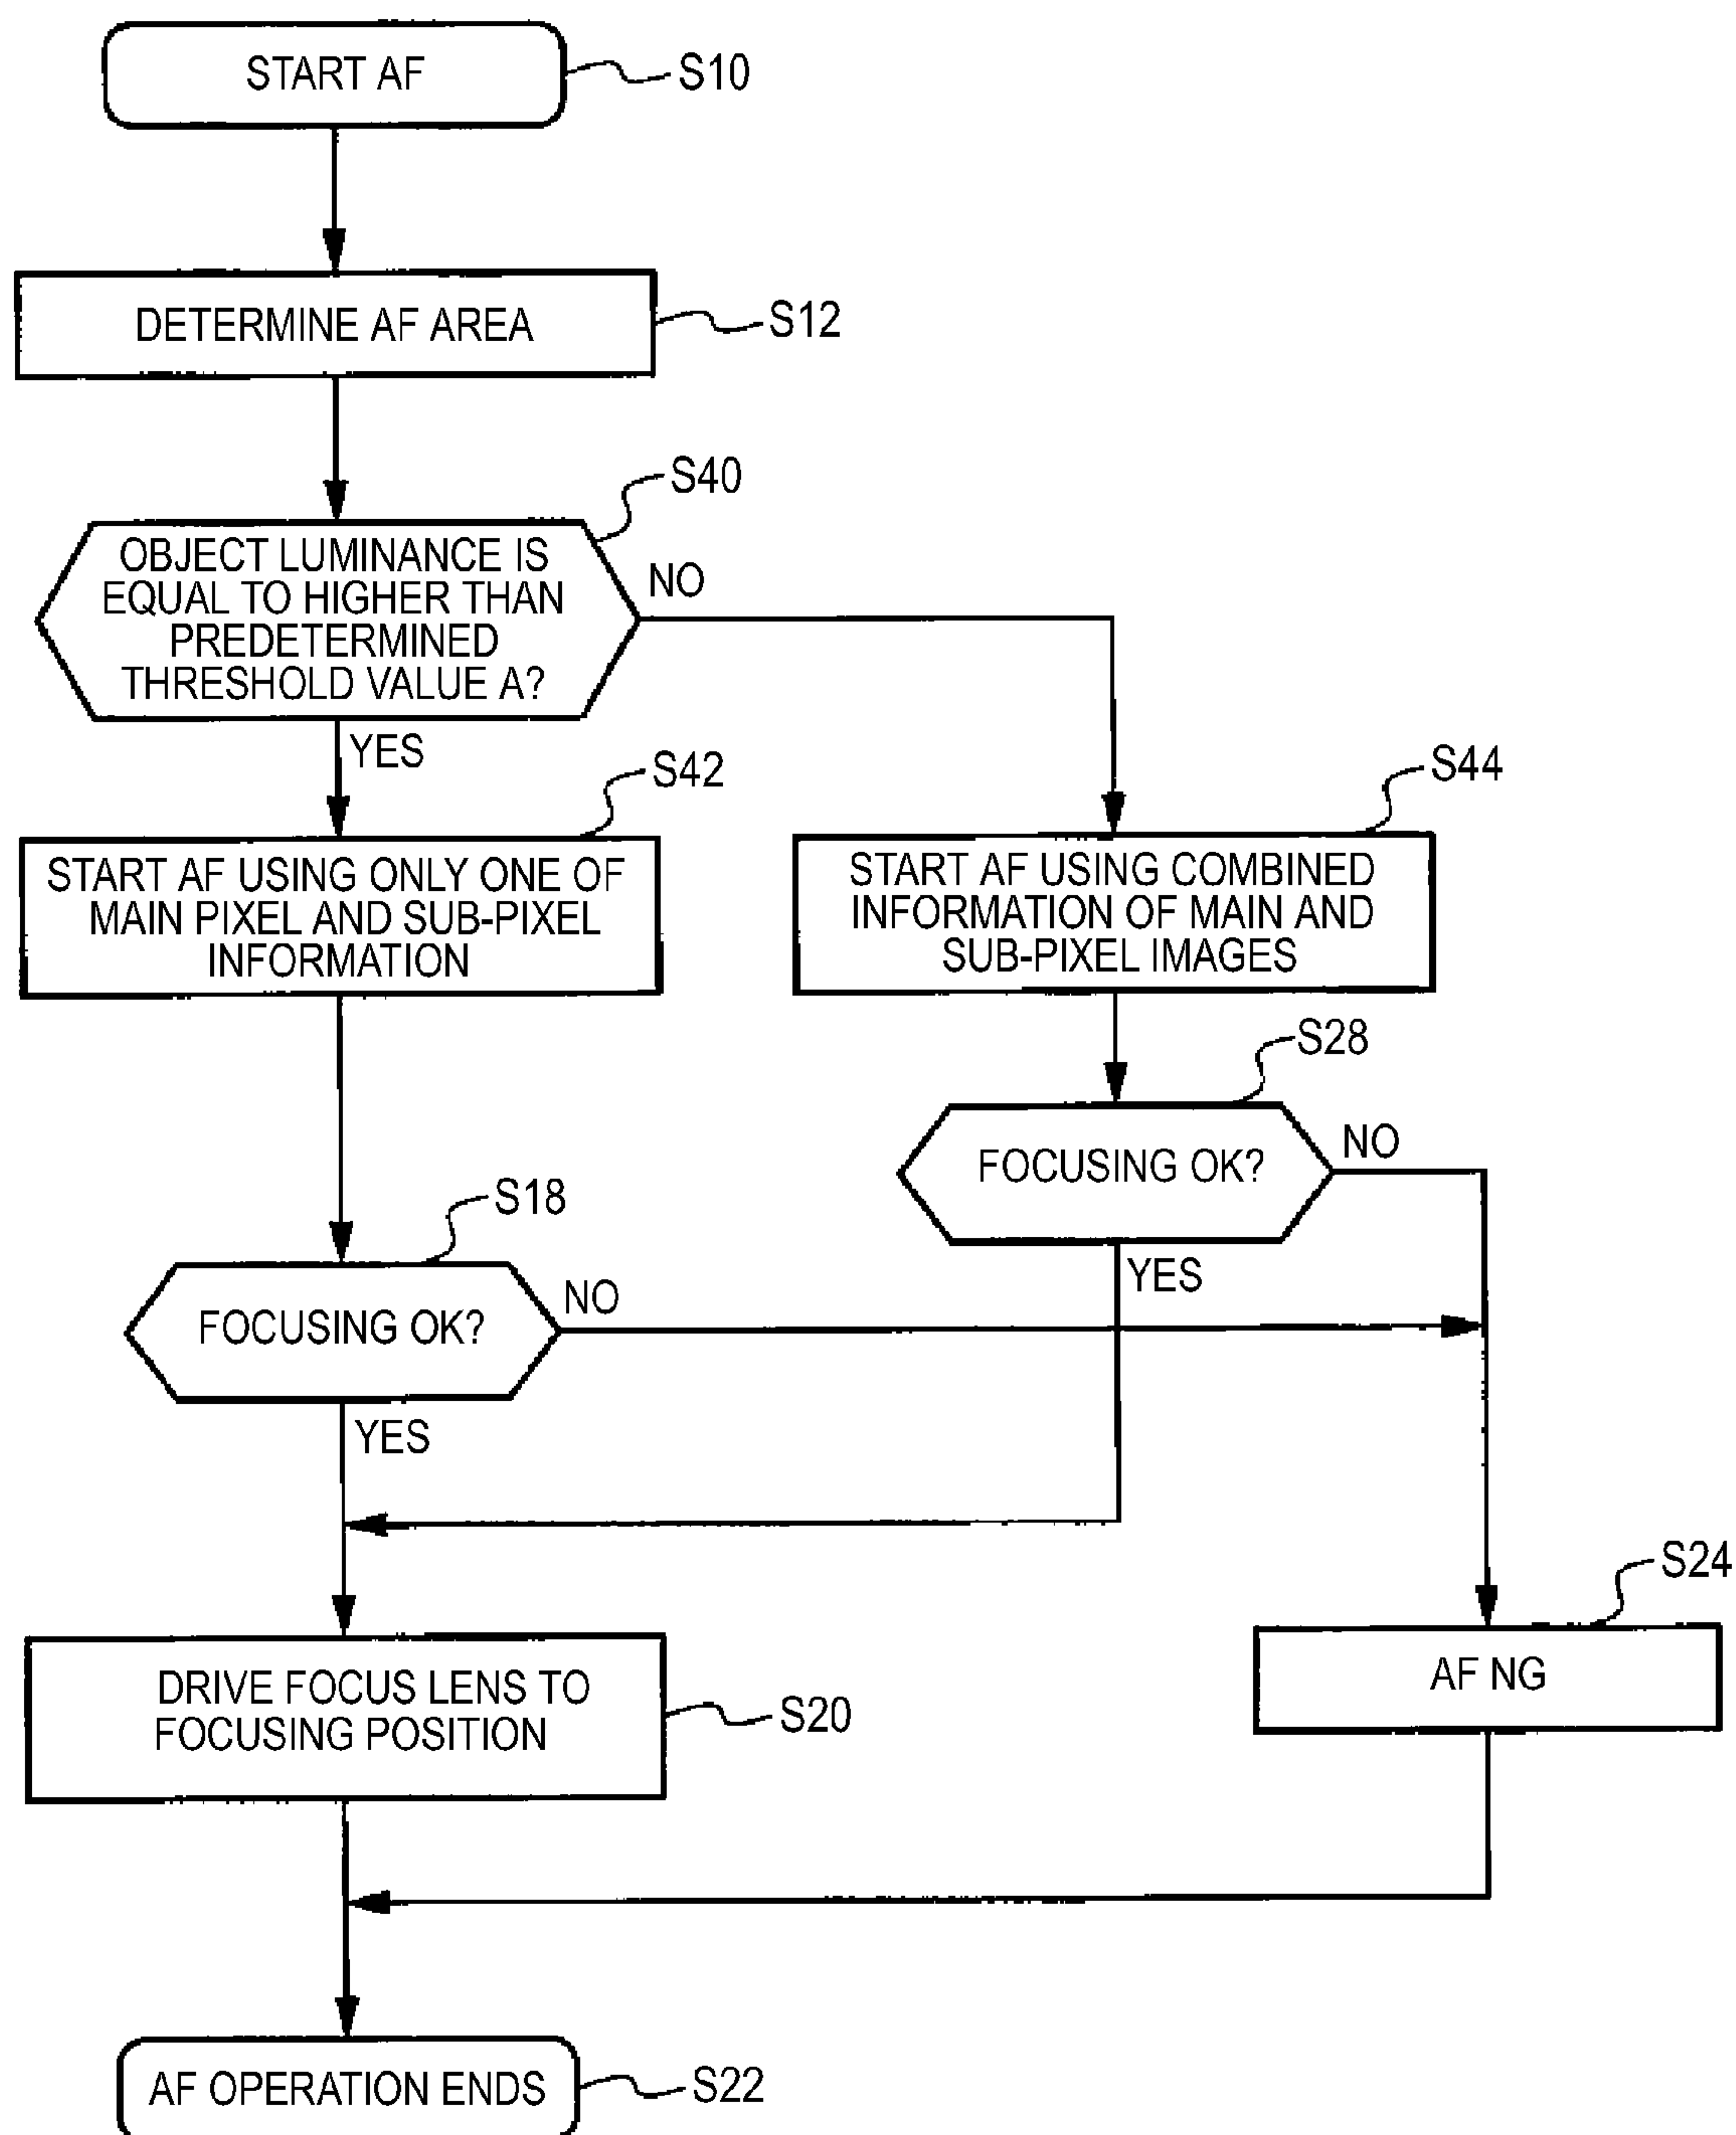 START AF
S10
DETERMINE AF AREA
S12
S40
OBJECT LUMINANCE IS
EQUAL TO HIGHER THAN
PREDETERMINED
THRESHOLD VALUE A?
NO
YES
S42
START AF USING ONLY ONE OF
MAIN PIXEL AND SUB-PIXEL
INFORMATION
S44
START AF USING COMBINED
INFORMATION OF MAIN AND
SUB-PIXEL IMAGES
S28
FOCUSING OK?
NO
YES
S18
FOCUSING OK?
NO
YES
S24
AF NG
DRIVE FOCUS LENS TO
FOCUSING POSITION
S20
AF OPERATION ENDS
S22